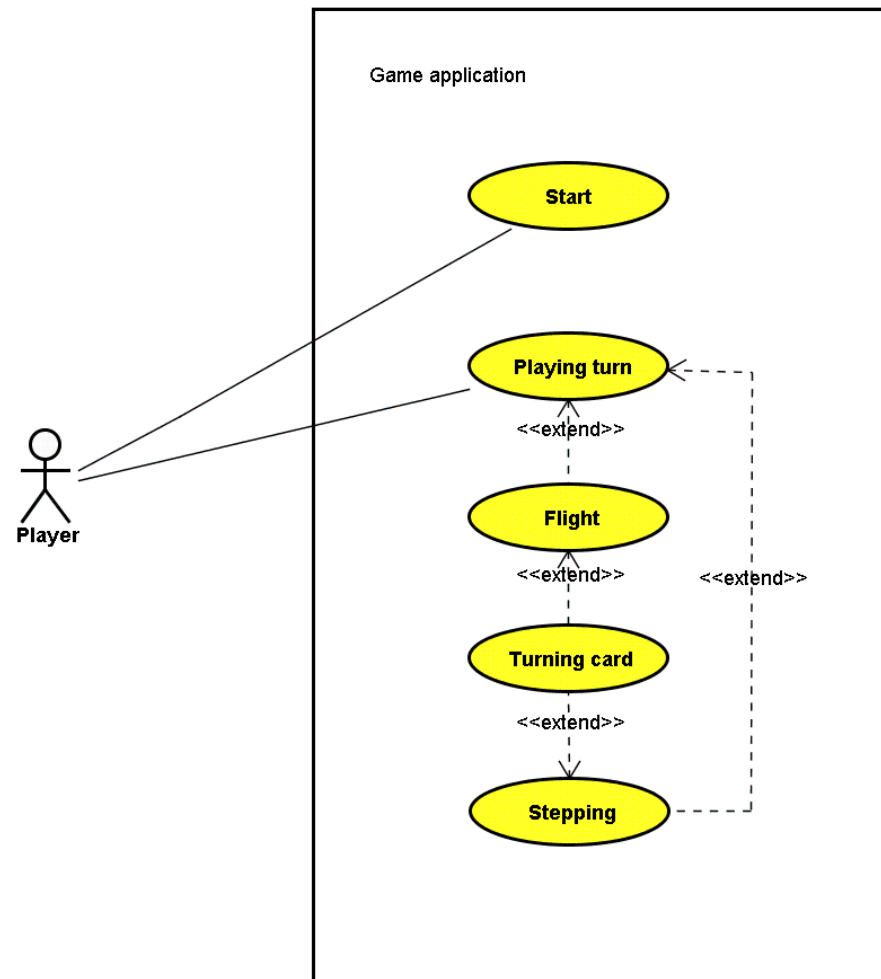 Game application
Start
Playing turn
<<extend>>
Flight
Player
<<extend>>
<<extend>>
Turning card
<<extend>>
Stepping